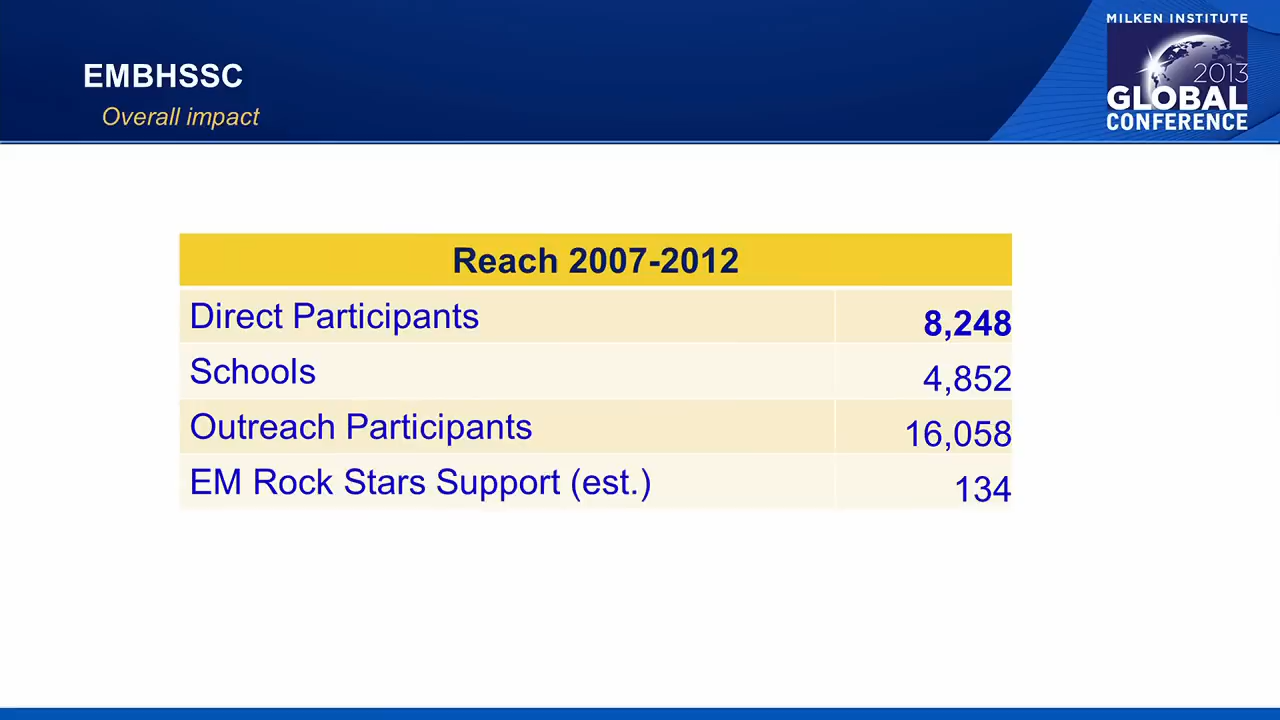 MILKEN INSTITUTE
2013
GLOBAL
CONFERENCE
EMBHSSC
Overall impact
Reach 2007-2012
Direct Participants 8,248
Schools 4,852
Outreach Participants 16,058
EM Rock Stars Support (est.) 134